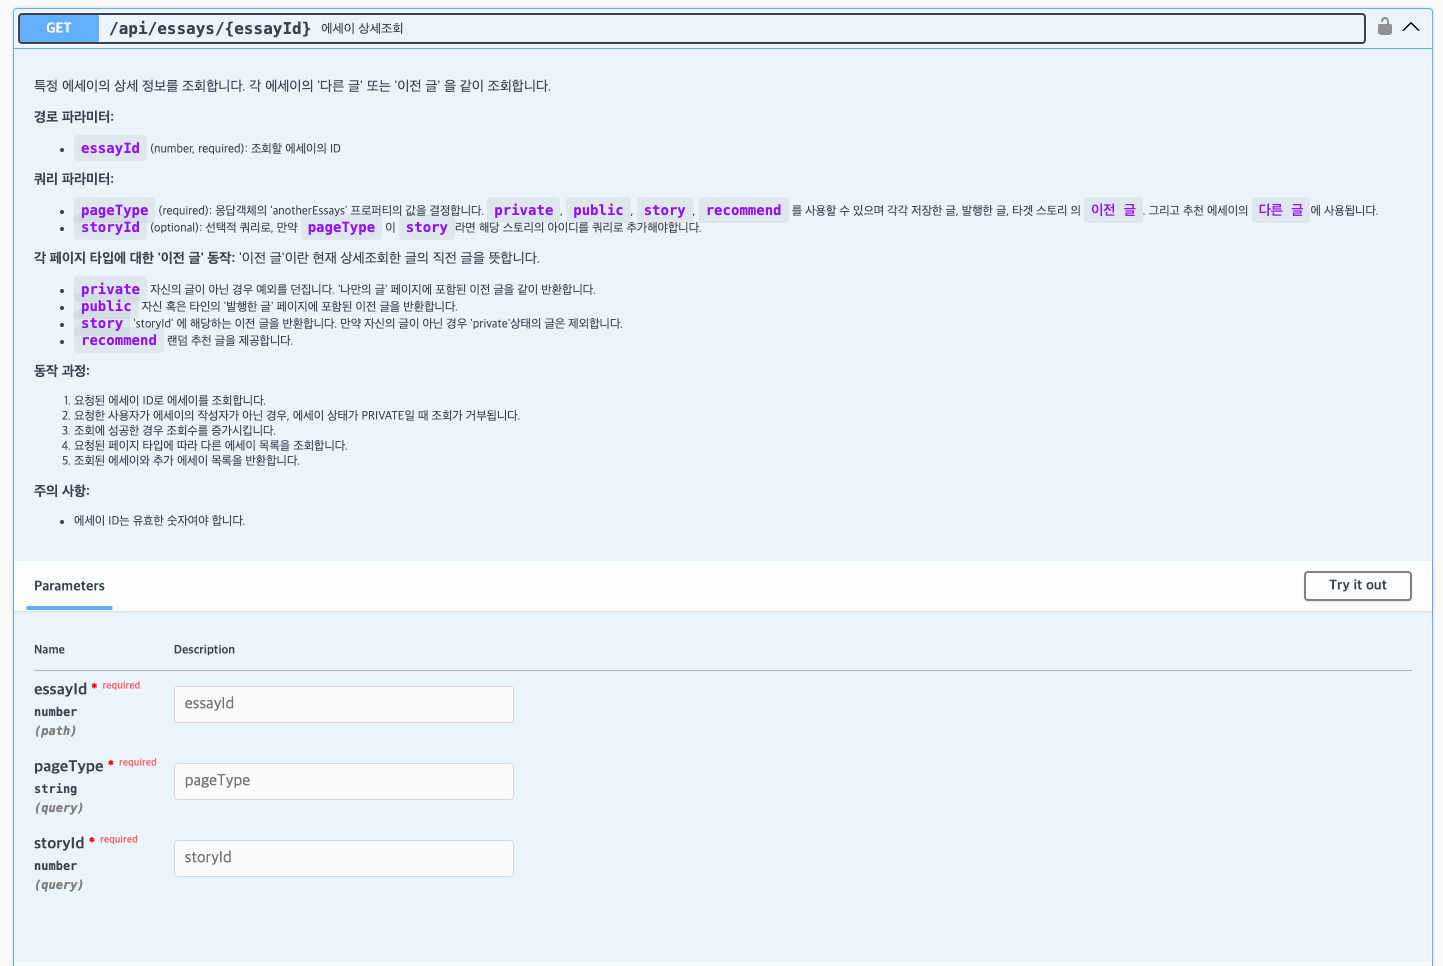 GET /api/essays/{essayId} 에세이 상세조회
특정 에세이의 상세 정보를 조회합니다. 각 에세이의 '다른 글' 또는 '이전 글' 을 같이 조회합니다.
경로 파라미터:
• essayId (number, required): 조회할 에세이의 ID
쿼리 파라미터:
• pageType (required): 응답객체의 'anotherEssays' 프로퍼티의 값을 결정합니다. private , public , story , recommend 를 사용할 수 있으며 각각 저장한 글, 발행한 글, 타겟 스토리 의 이전 글 . 그리고 추천 에세이의 다른 글 에 사용됩니다.
• storyId (optional): 선택적 쿼리로, 만약 pageType 이 story 라면 해당 스토리의 아이디를 쿼리로 추가해야합니다.
각 페이지 타입에 대한 '이전 글' 동작: '이전 글'이란 현재 상세조회한 글의 직전 글을 뜻합니다.
• private 자신의 글이 아닌 경우 예외를 던집니다. '나만의 글' 페이지에 포함된 이전 글을 같이 반환합니다.
• public 자신 혹은 타인의 '발행한 글' 페이지에 포함된 이전 글을 반환합니다.
• story 'storyId' 에 해당하는 이전 글을 반환합니다. 만약 자신의 글이 아닌 경우 'private'상태의 글은 제외합니다.
• recommend 랜덤 추천 글을 제공합니다.
동작 과정:
1. 요청된 에세이 ID로 에세이를 조회합니다.
2. 요청한 사용자가 에세이의 작성자가 아닌 경우, 에세이 상태가 PRIVATE일 때 조회가 거부됩니다.
3. 조회에 성공한 경우 조회수를 증가시킵니다.
4. 요청된 페이지 타입에 따라 다른 에세이 목록을 조회합니다.
5. 조회된 에세이와 추가 에세이 목록을 반환합니다.
주의 사항:
• 에세이 ID는 유효한 숫자여야 합니다.
Parameters Try it out
Name Description
essayId * required
number
(path)
essayId
pageType * required
string
(query)
pageType
storyId * required
number
(query)
storyId